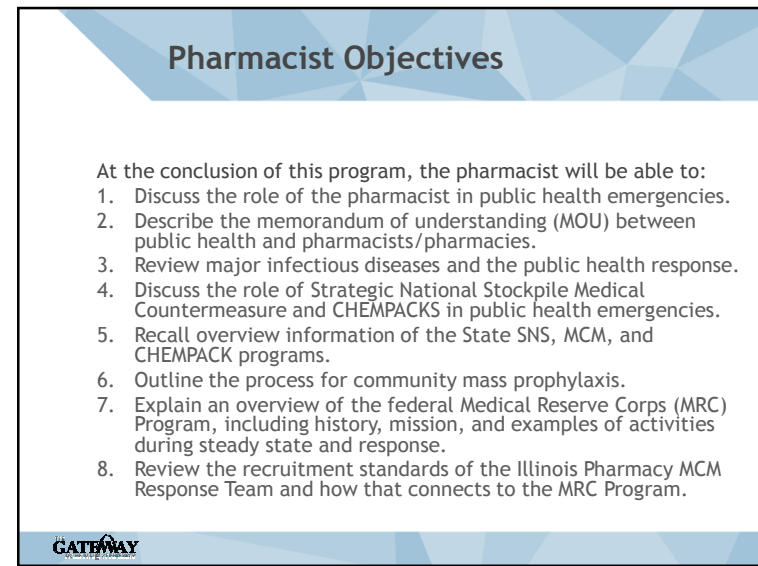 Pharmacist Objectives
At the conclusion of this program, the pharmacist will be able to:
1. Discuss the role of the pharmacist in public health emergencies.
2. Describe the memorandum of understanding (MOU) between
public health and pharmacists/pharmacies.
3. Review major infectious diseases and the public health response.
4. Discuss the role of Strategic National Stockpile Medical
Countermeasure and CHEMPACKS in public health emergencies.
5. Recall overview information of the State SNS, MCM, and
CHEMPACK programs.
6. Outline the process for community mass prophylaxis.
7. Explain an overview of the federal Medical Reserve Corps (MRC)
Program, including history, mission, and examples of activities
during steady state and response.
8. Review the recruitment standards of the Illinois Pharmacy MCM
Response Team and how that connects to the MRC Program.
GATEWAY